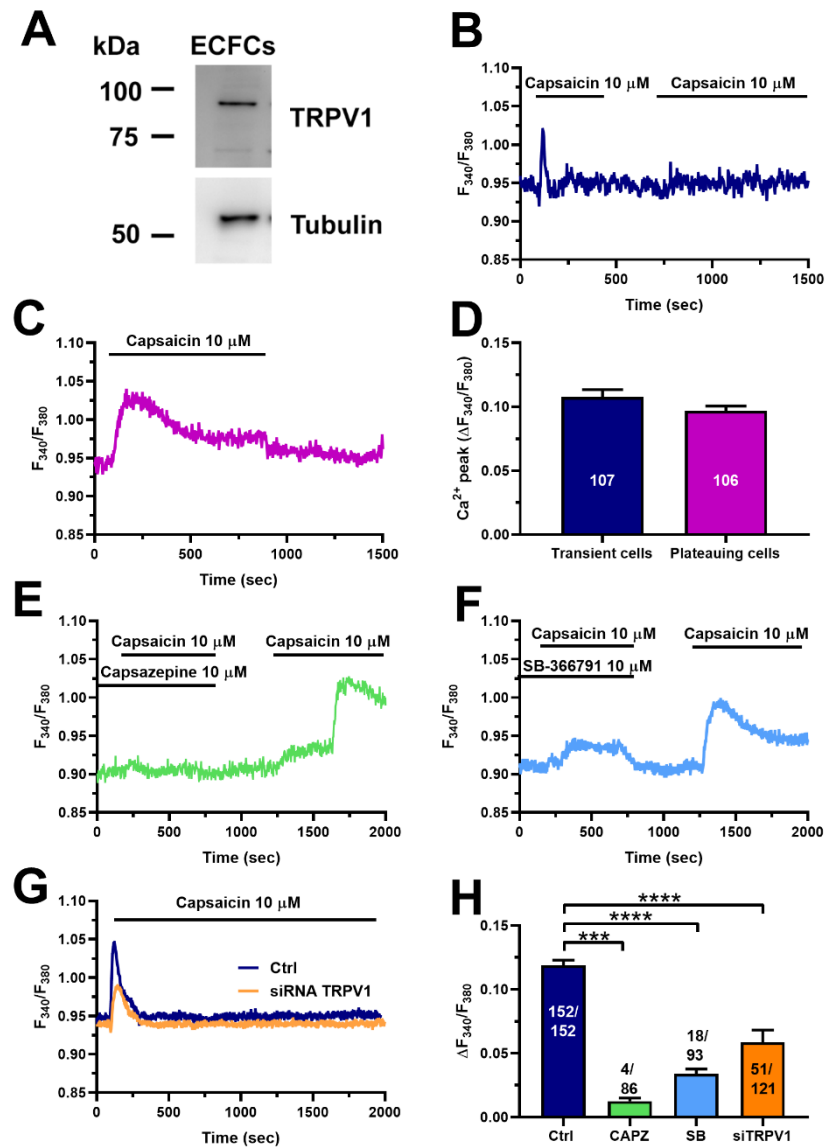 A
kDa
ECFCs
100
75
50
TRPV1
Tubulin
B
Capsaicin 10 μM
Capsaicin 10 μM
F340/F380
1.10
1.05
1.00
0.95
0.90
0.85
0
500
1000
1500
Time (sec)
C
Capsaicin 10 μM
F340/F380
1.10
1.05
1.00
0.95
0.90
0.85
0
500
1000
1500
Time (sec)
D
Ca2+ peak (ΔF340/F380)
0.15
0.10
0.05
0.00
107
106
Transient cells
Plateauing cells
E
Capsaicin 10 μM
Capsaicin 10 μM
Capsazepine 10 μM
F340/F380
1.10
1.05
1.00
0.95
0.90
0.85
0
500
1000
1500
2000
Time (sec)
F
Capsaicin 10 μM
Capsaicin 10 μM
SB-366791 10 μM
F340/F380
1.10
1.05
1.00
0.95
0.90
0.85
0
500
1000
1500
2000
Time (sec)
G
Capsaicin 10 μM
Ctrl
siRNA TRPV1
F340/F380
1.10
1.05
1.00
0.95
0.90
0.85
0
500
1000
1500
2000
Time (sec)
H
****
****
***
ΔF340/F380
0.15
0.10
0.05
0.00
152/
152
4/
86
18/
93
51/
121
Ctrl
CAPZ
SB
siTRPV1